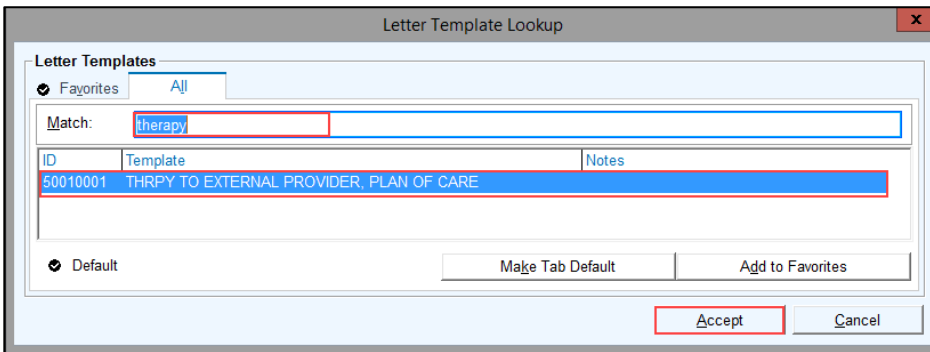 Letter Template Lookup x
Letter Templates
Favorites All
Match: therapy
ID Template Notes
50010001 THRPY TO EXTERNAL PROVIDER, PLAN OF CARE
Default Make Tab Default Add to Favorites
Accept Cancel